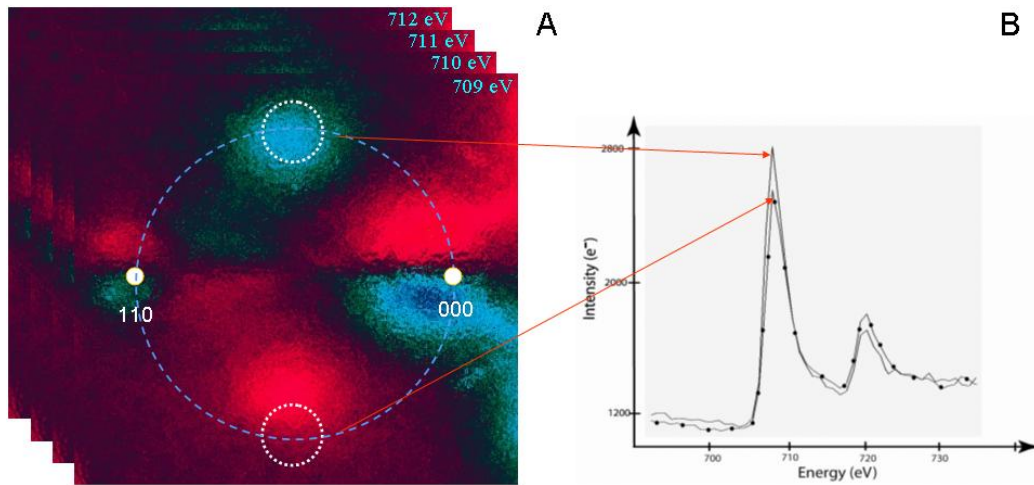 A
B
712 eV
711 eV
710 eV
709 eV
110
000
2800
2000
1200
Intensity (e⁻)
700
710
720
730
Energy (eV)